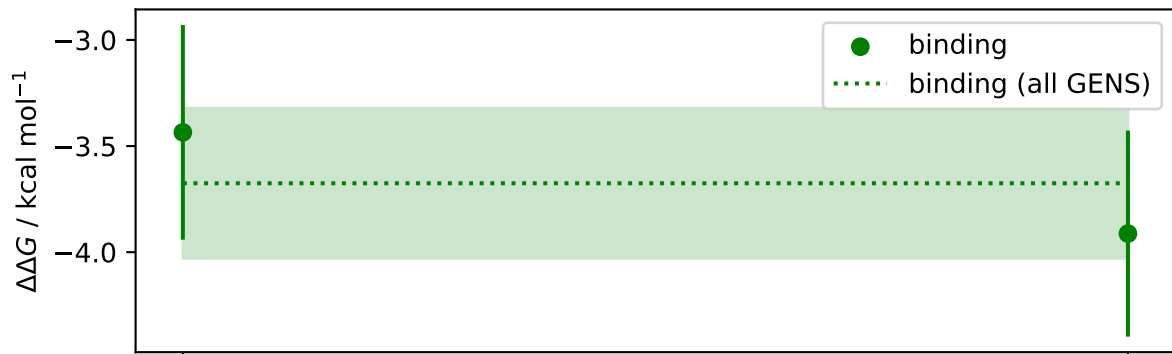 −3.0
−3.5
−4.0
ΔΔG / kcal mol⁻¹
binding
binding (all GENS)